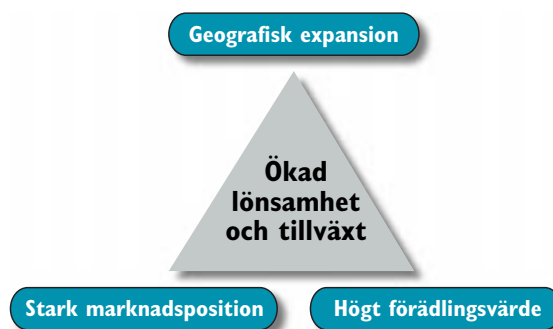 Geografisk expansion
Ökad
lönsamhet
och tillväxt
Stark marknadsposition
Högt förädlingsvärde